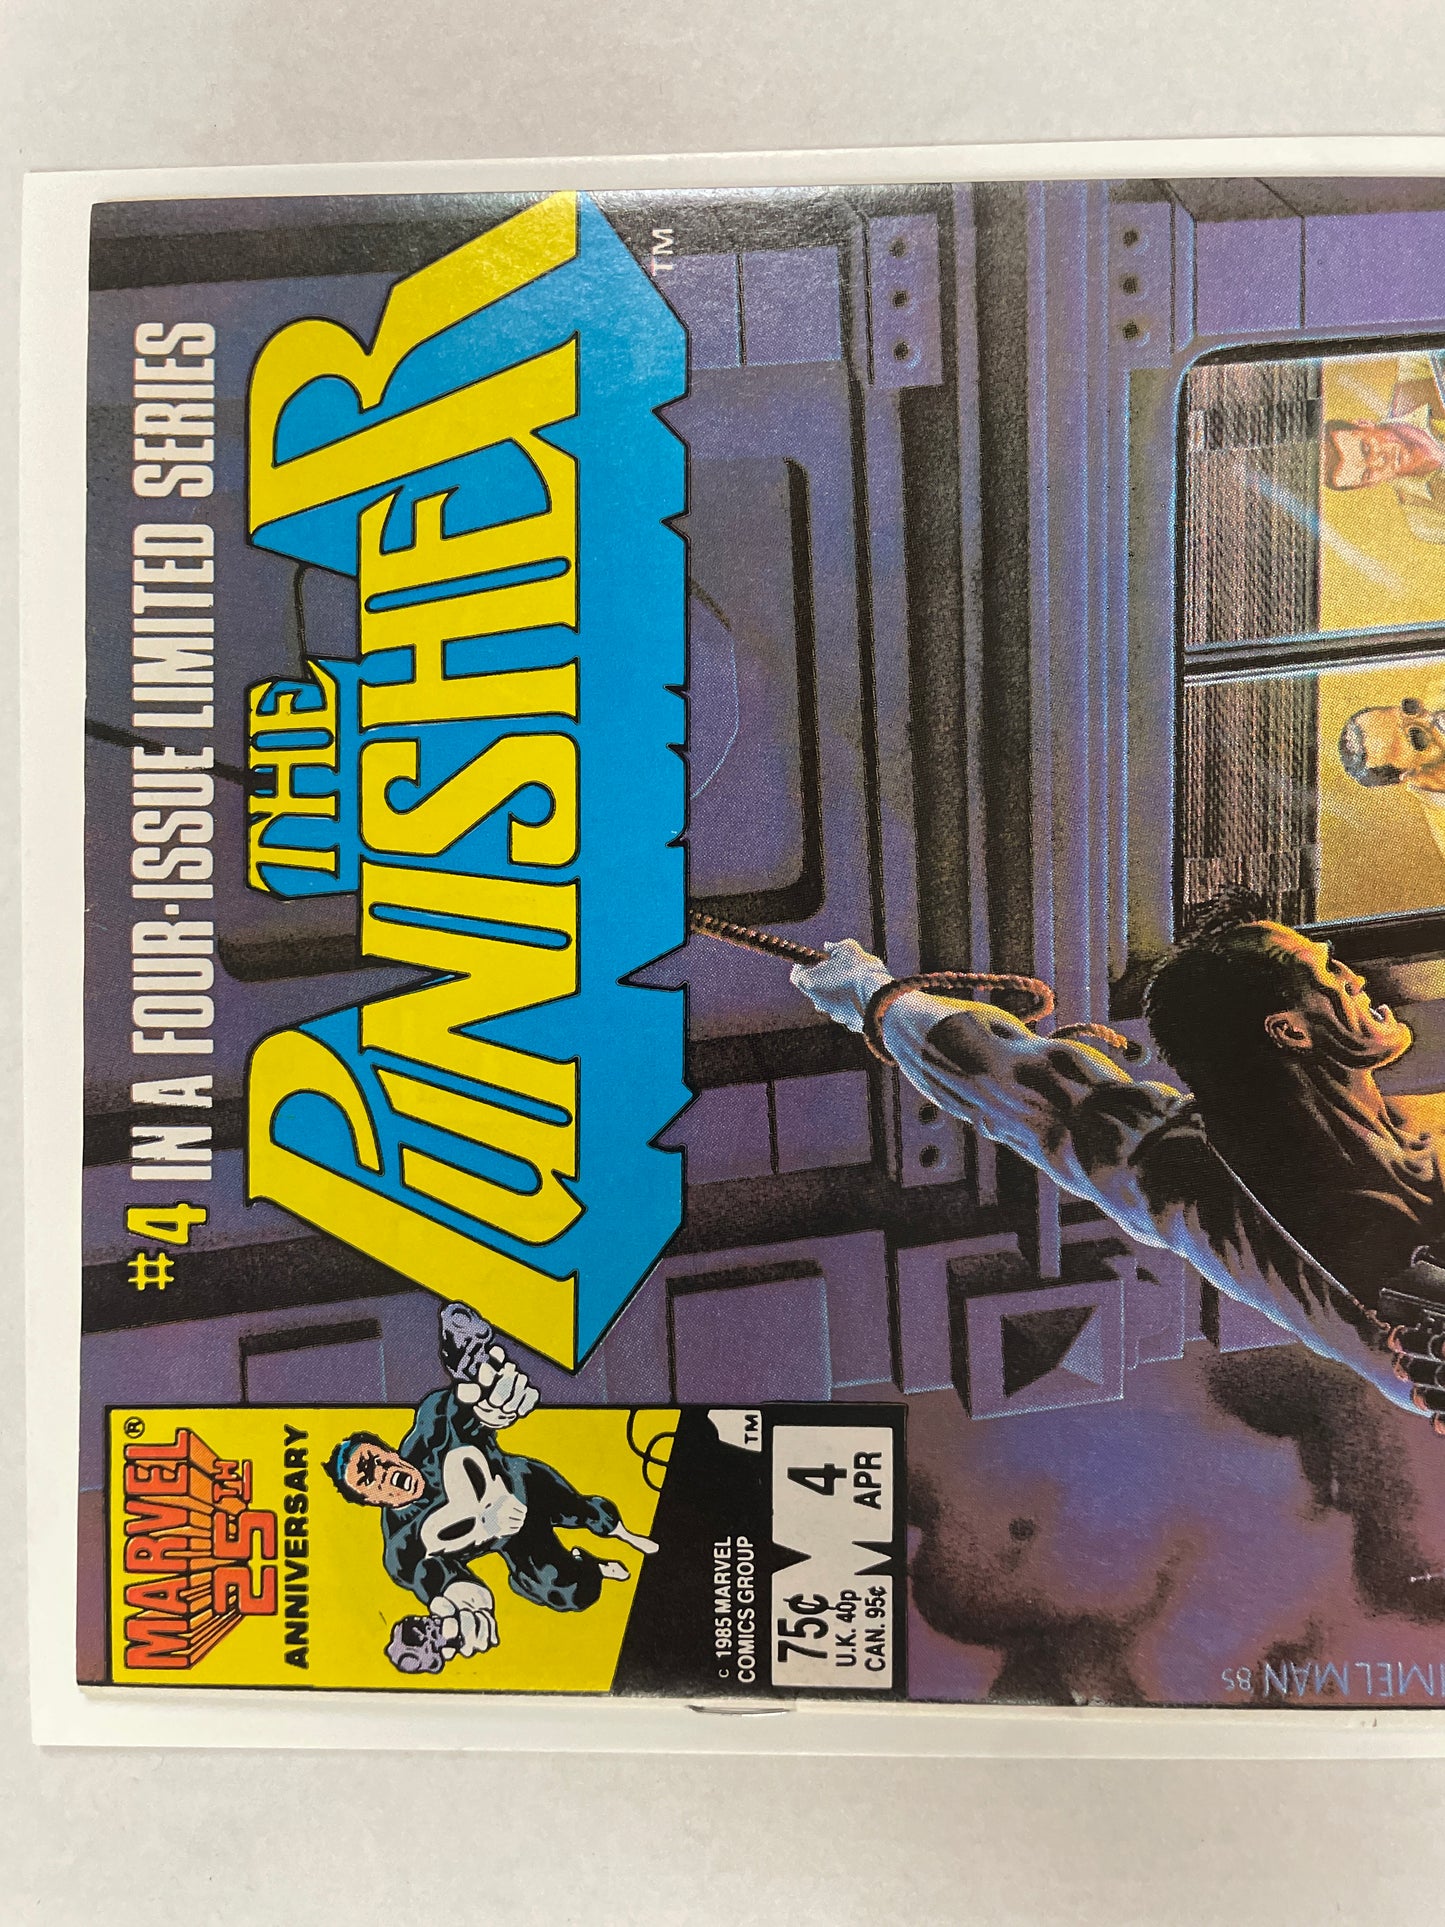 #4 IN A FOUR-ISSUE LIMITED SERIES
MARVEL®
25TH
ANNIVERSARY
THE
PUNISHER
TM
TM
© 1985 MARVEL
COMICS GROUP
75¢
U.K. 40p
CAN. 95¢
4
APR
85